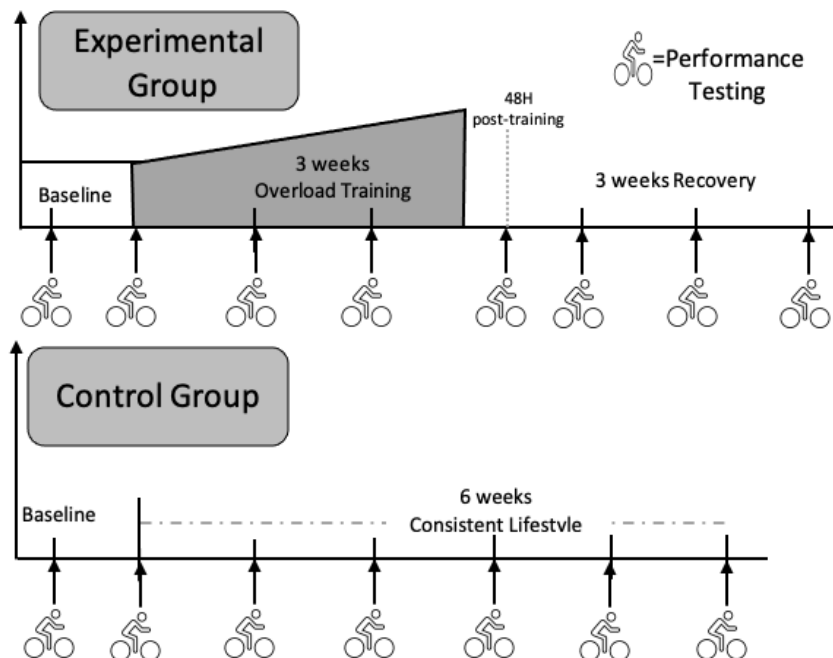 Experimental
Group
=Performance
Testing
48H
post-training
3 weeks
Overload Training
Baseline
3 weeks Recovery
Control Group
Baseline
6 weeks
Consistent Lifestvle